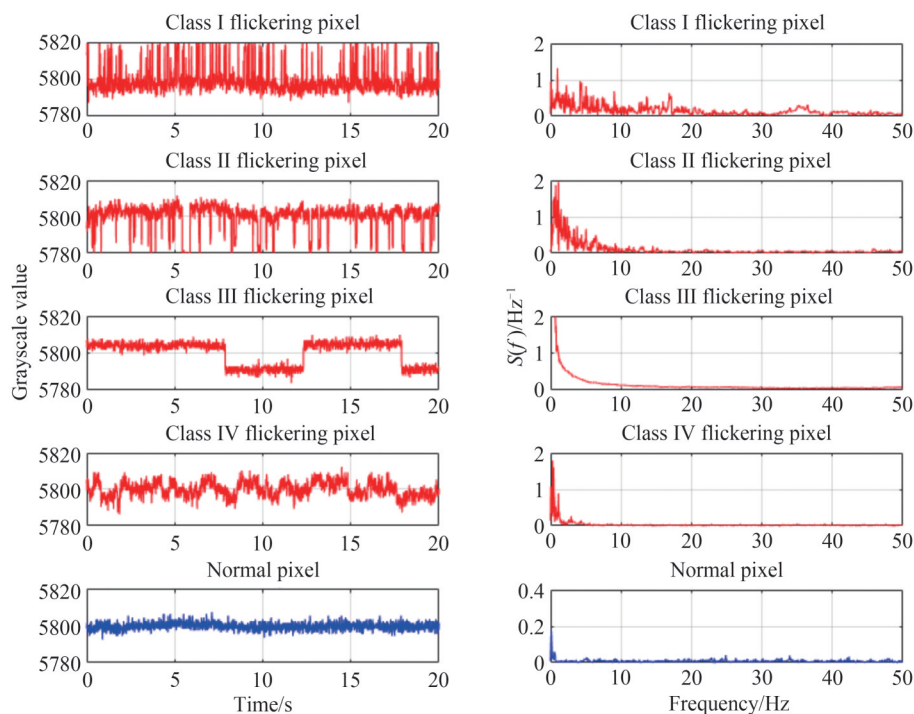 Class I flickering pixel
5820
5800
5780
0 5 10 15 20
Class II flickering pixel
5820
5800
5780
0 5 10 15 20
Class III flickering pixel
5820
5800
5780
0 5 10 15 20
Class IV flickering pixel
5820
5800
5780
0 5 10 15 20
Normal pixel
5820
5800
5780
0 5 10 15 20
Time/s
Grayscale value
Class I flickering pixel
2
1
0
0 10 20 30 40 50
Class II flickering pixel
2
1
0
0 10 20 30 40 50
Class III flickering pixel
2
1
0
0 10 20 30 40 50
Class IV flickering pixel
2
1
0
0 10 20 30 40 50
Normal pixel
0.4
0.2
0
0 10 20 30 40 50
Frequency/Hz
S(f)/Hz⁻¹